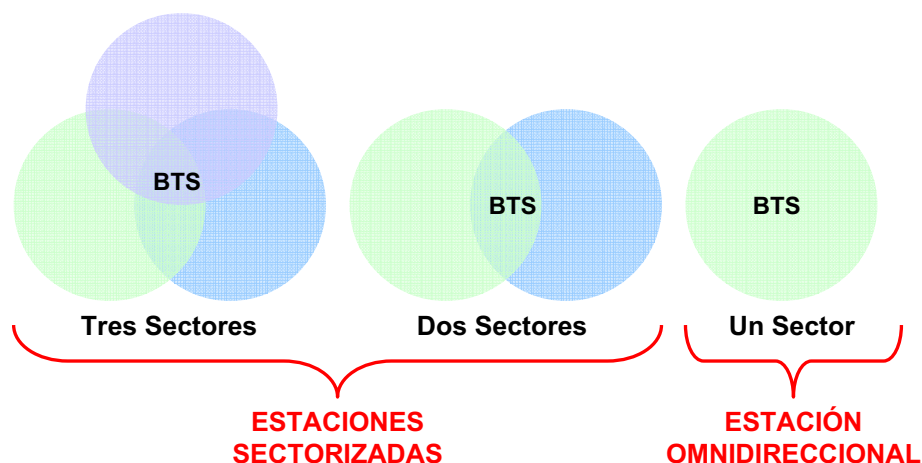 BTS
BTS
BTS
Tres Sectores
Dos Sectores
Un Sector
ESTACIONES
SECTORIZADAS
ESTACIÓN
OMNIDIRECCIONAL